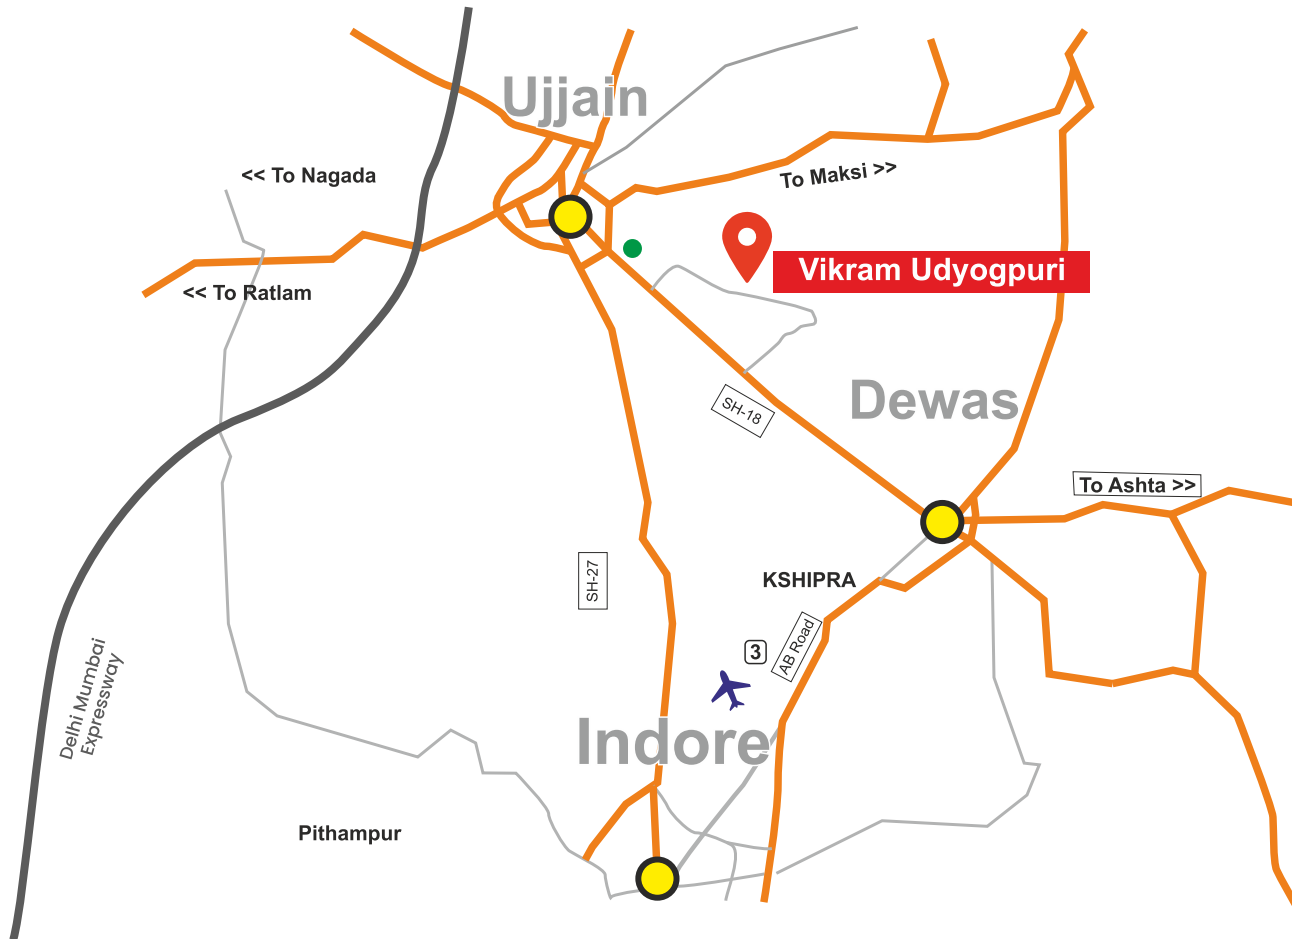 Ujjain
<< To Nagada
To Maksi >>
Vikram Udyogpuri
<< To Ratlam
SH-18
Dewas
To Ashta >>
SH-27
KSHIPRA
AB Road
3
Delhi Mumbai
Expressway
Indore
Pithampur